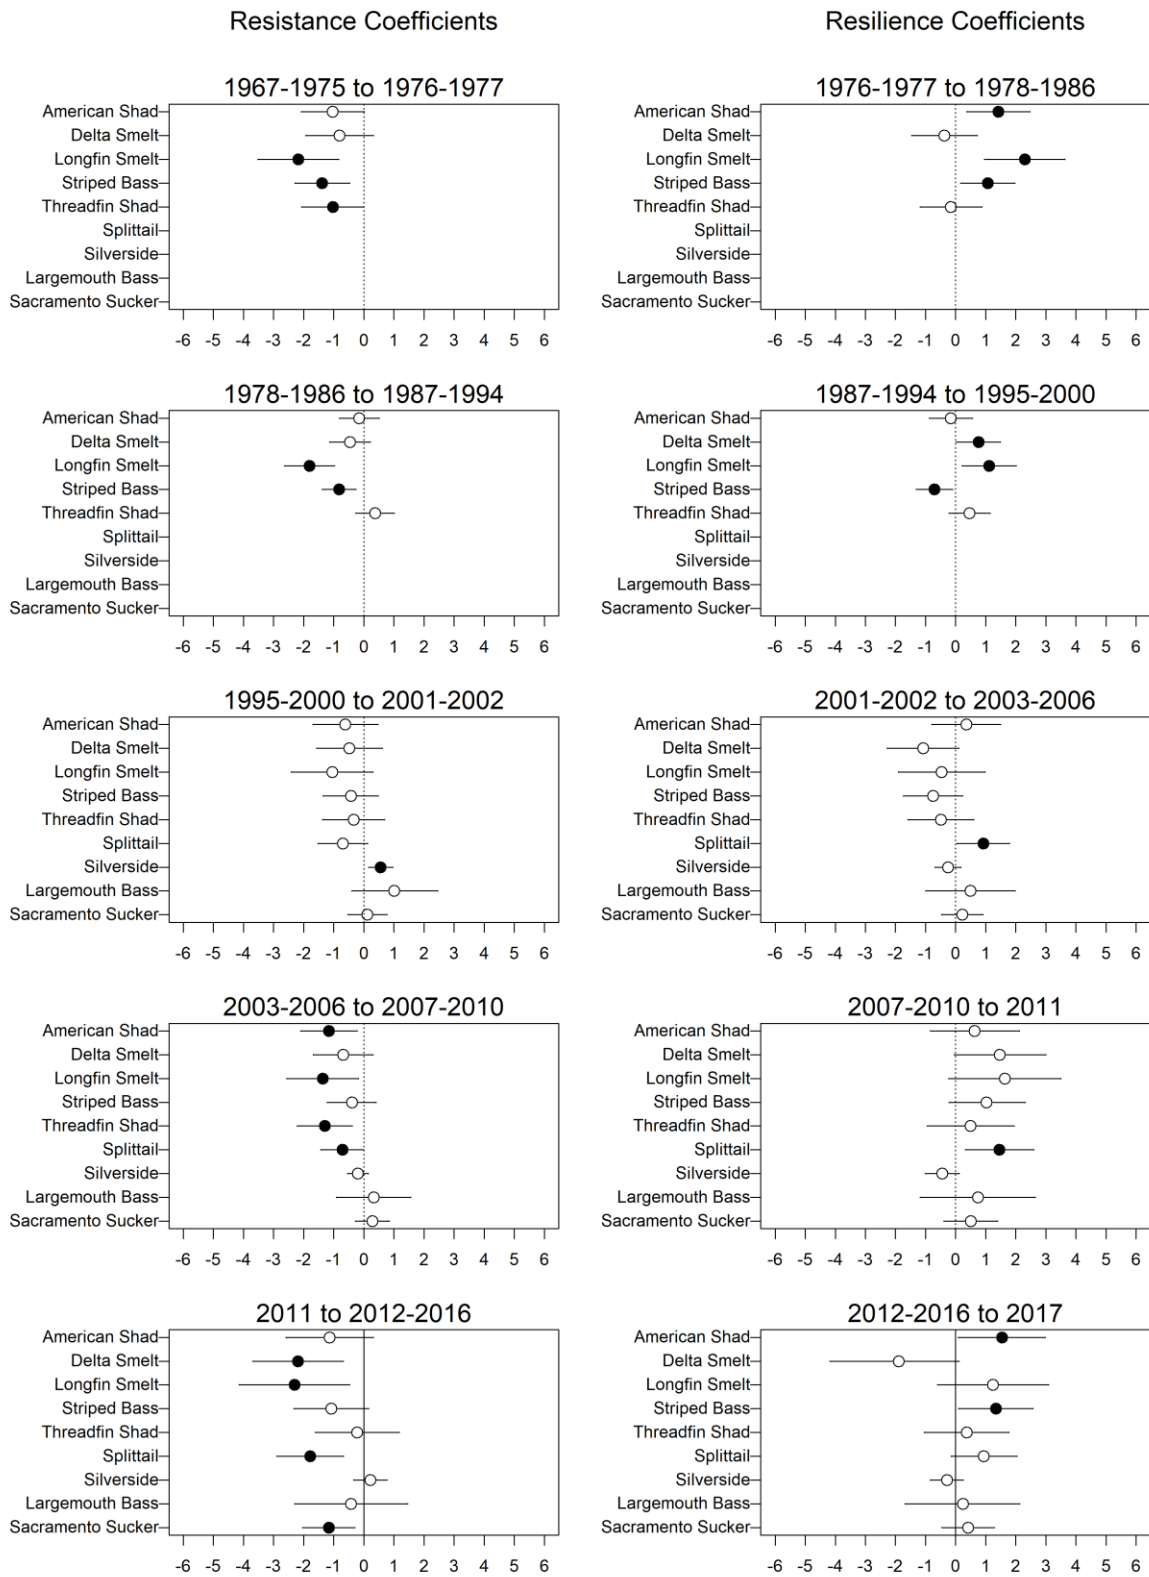 Resistance Coefficients
Resilience Coefficients
1967-1975 to 1976-1977
American Shad
Delta Smelt
Longfin Smelt
Striped Bass
Threadfin Shad
Splittail
Silverside
Largemouth Bass
Sacramento Sucker
-6 -5 -4 -3 -2 -1 0 1 2 3 4 5 6
1976-1977 to 1978-1986
American Shad
Delta Smelt
Longfin Smelt
Striped Bass
Threadfin Shad
Splittail
Silverside
Largemouth Bass
Sacramento Sucker
-6 -5 -4 -3 -2 -1 0 1 2 3 4 5 6
1978-1986 to 1987-1994
American Shad
Delta Smelt
Longfin Smelt
Striped Bass
Threadfin Shad
Splittail
Silverside
Largemouth Bass
Sacramento Sucker
-6 -5 -4 -3 -2 -1 0 1 2 3 4 5 6
1987-1994 to 1995-2000
American Shad
Delta Smelt
Longfin Smelt
Striped Bass
Threadfin Shad
Splittail
Silverside
Largemouth Bass
Sacramento Sucker
-6 -5 -4 -3 -2 -1 0 1 2 3 4 5 6
1995-2000 to 2001-2002
American Shad
Delta Smelt
Longfin Smelt
Striped Bass
Threadfin Shad
Splittail
Silverside
Largemouth Bass
Sacramento Sucker
-6 -5 -4 -3 -2 -1 0 1 2 3 4 5 6
2001-2002 to 2003-2006
American Shad
Delta Smelt
Longfin Smelt
Striped Bass
Threadfin Shad
Splittail
Silverside
Largemouth Bass
Sacramento Sucker
-6 -5 -4 -3 -2 -1 0 1 2 3 4 5 6
2003-2006 to 2007-2010
American Shad
Delta Smelt
Longfin Smelt
Striped Bass
Threadfin Shad
Splittail
Silverside
Largemouth Bass
Sacramento Sucker
-6 -5 -4 -3 -2 -1 0 1 2 3 4 5 6
2007-2010 to 2011
American Shad
Delta Smelt
Longfin Smelt
Striped Bass
Threadfin Shad
Splittail
Silverside
Largemouth Bass
Sacramento Sucker
-6 -5 -4 -3 -2 -1 0 1 2 3 4 5 6
2011 to 2012-2016
American Shad
Delta Smelt
Longfin Smelt
Striped Bass
Threadfin Shad
Splittail
Silverside
Largemouth Bass
Sacramento Sucker
-6 -5 -4 -3 -2 -1 0 1 2 3 4 5 6
2012-2016 to 2017
American Shad
Delta Smelt
Longfin Smelt
Striped Bass
Threadfin Shad
Splittail
Silverside
Largemouth Bass
Sacramento Sucker
-6 -5 -4 -3 -2 -1 0 1 2 3 4 5 6